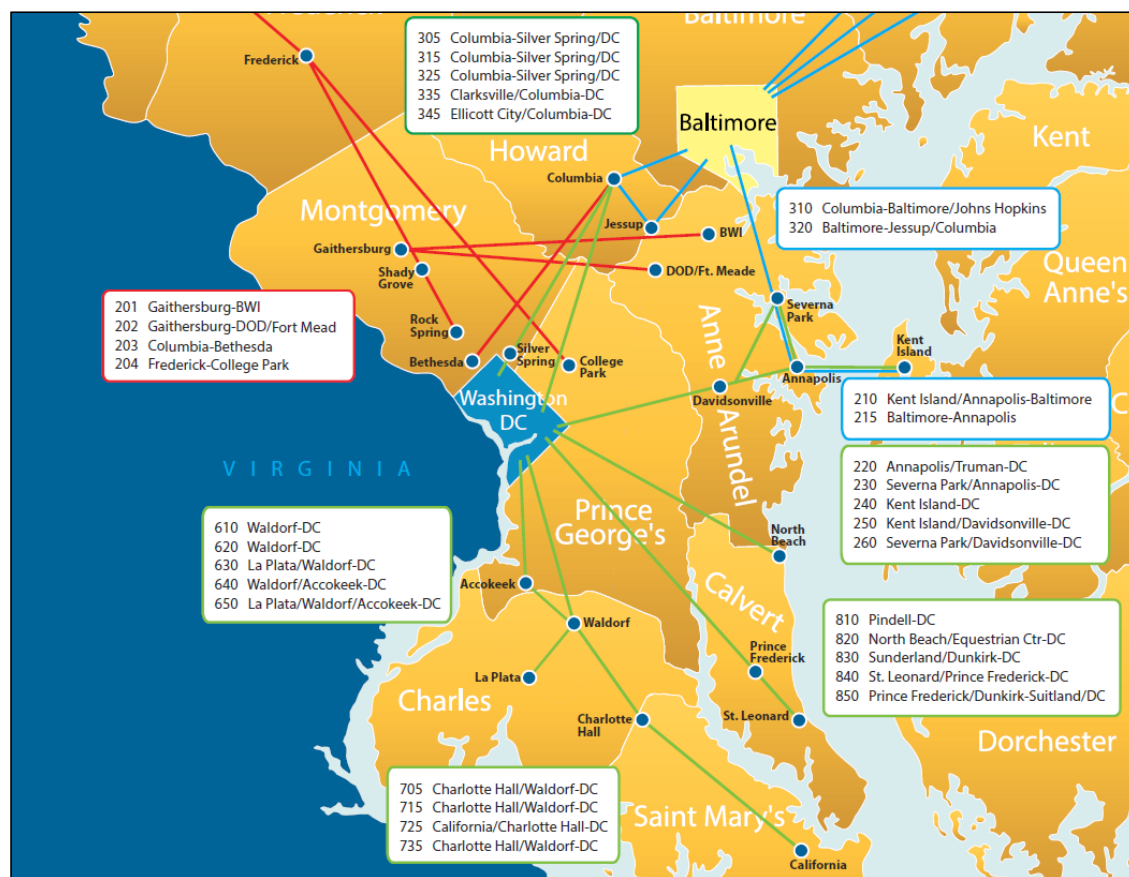 Frederick
Baltimore
305 Columbia-Silver Spring/DC
315 Columbia-Silver Spring/DC
325 Columbia-Silver Spring/DC
335 Clarksville/Columbia-DC
345 Ellicott City/Columbia-DC
Frederick
Baltimore
Kent
Howard
Columbia
Montgomery
310 Columbia-Baltimore/Johns Hopkins
320 Baltimore-Jessup/Columbia
Jessup
BWI
Gaithersburg
Shady
Grove
DOD/Ft. Meade
Queen
Anne's
201 Gaithersburg-BWI
202 Gaithersburg-DOD/Fort Mead
203 Columbia-Bethesda
204 Frederick-College Park
Rock
Spring
Severna
Park
Anne
Arundel
Kent
Island
Bethesda
Silver
Spring
College
Park
Annapolis
Davidsonville
Washington
DC
210 Kent Island/Annapolis-Baltimore
215 Baltimore-Annapolis
VIRGINIA
220 Annapolis/Truman-DC
230 Severna Park/Annapolis-DC
240 Kent Island-DC
250 Kent Island/Davidsonville-DC
260 Severna Park/Davidsonville-DC
610 Waldorf-DC
620 Waldorf-DC
630 La Plata/Waldorf-DC
640 Waldorf/Accokeek-DC
650 La Plata/Waldorf/Accokeek-DC
Prince
George's
North
Beach
Accokeek
Calvert
Waldorf
810 Pindell-DC
820 North Beach/Equestrian Ctr-DC
830 Sunderland/Dunkirk-DC
840 St. Leonard/Prince Frederick-DC
850 Prince Frederick/Dunkirk-Suitland/DC
Prince
Frederick
La Plata
Charles
Charlotte
Hall
St. Leonard
Dorchester
705 Charlotte Hall/Waldorf-DC
715 Charlotte Hall/Waldorf-DC
725 California/Charlotte Hall-DC
735 Charlotte Hall/Waldorf-DC
Saint Mary's
California